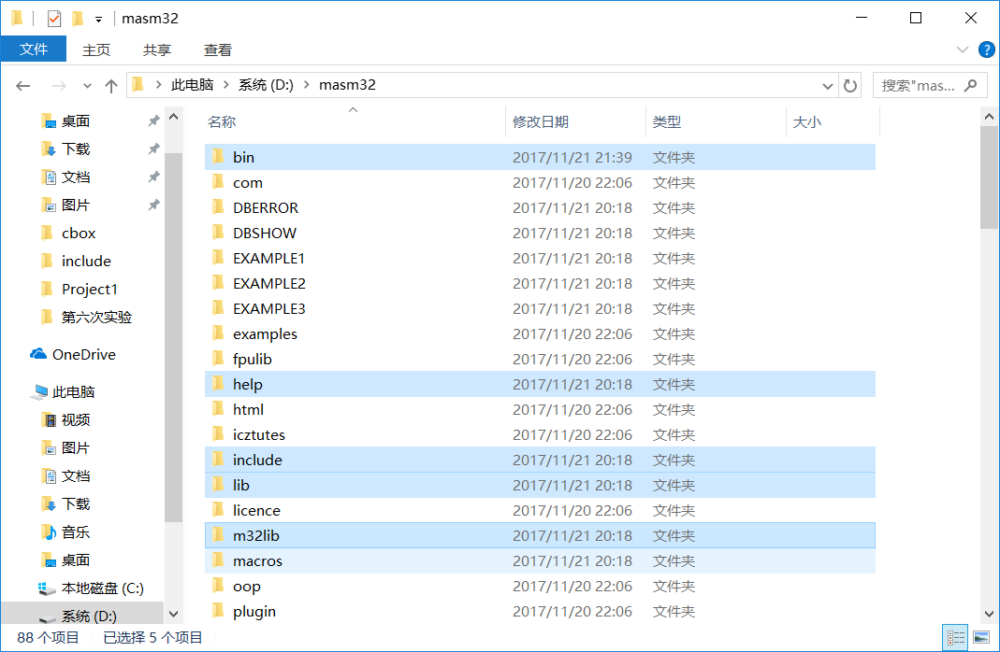 masm32
文件 主页 共享 查看
此电脑 系统 (D:) masm32 搜索"mas...
桌面
下载
文档
图片
cbox
include
Project1
第六次实验
OneDrive
此电脑
视频
图片
文档
下载
音乐
桌面
本地磁盘 (C:)
系统 (D:)
名称 修改日期 类型 大小
bin 2017/11/21 21:39 文件夹
com 2017/11/20 22:06 文件夹
DBERROR 2017/11/21 20:18 文件夹
DBSHOW 2017/11/21 20:18 文件夹
EXAMPLE1 2017/11/21 20:18 文件夹
EXAMPLE2 2017/11/21 20:18 文件夹
EXAMPLE3 2017/11/21 20:18 文件夹
examples 2017/11/20 22:06 文件夹
fpulib 2017/11/20 22:06 文件夹
help 2017/11/21 20:18 文件夹
html 2017/11/20 22:06 文件夹
icztutes 2017/11/20 22:06 文件夹
include 2017/11/21 20:18 文件夹
lib 2017/11/21 20:18 文件夹
licence 2017/11/20 22:06 文件夹
m32lib 2017/11/21 20:18 文件夹
macros 2017/11/21 20:18 文件夹
oop 2017/11/20 22:06 文件夹
plugin 2017/11/20 22:06 文件夹
88 个项目 已选择 5 个项目